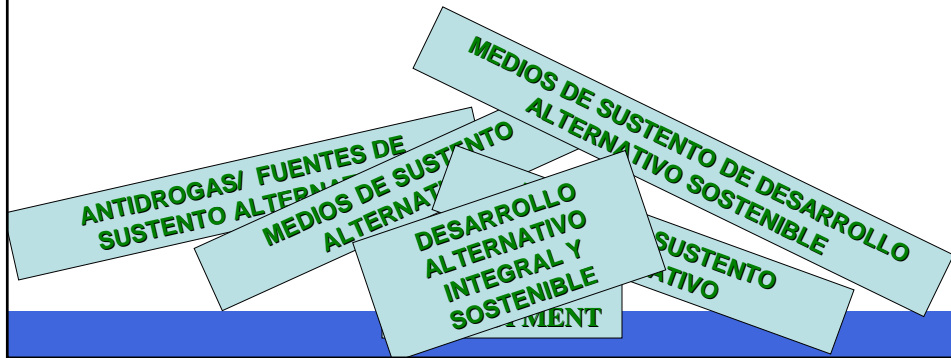 MEDIOS DE SUSTENTO DE DESARROLLO
ALTERNATIVO SOSTENIBLE
ANTIDROGAS/ FUENTES DE
SUSTENTO
MEDIOS DE SUSTENTO
DESARROLLO
ALTERNATIVO
INTEGRAL Y
SOSTENIBLE
SUSTENTO